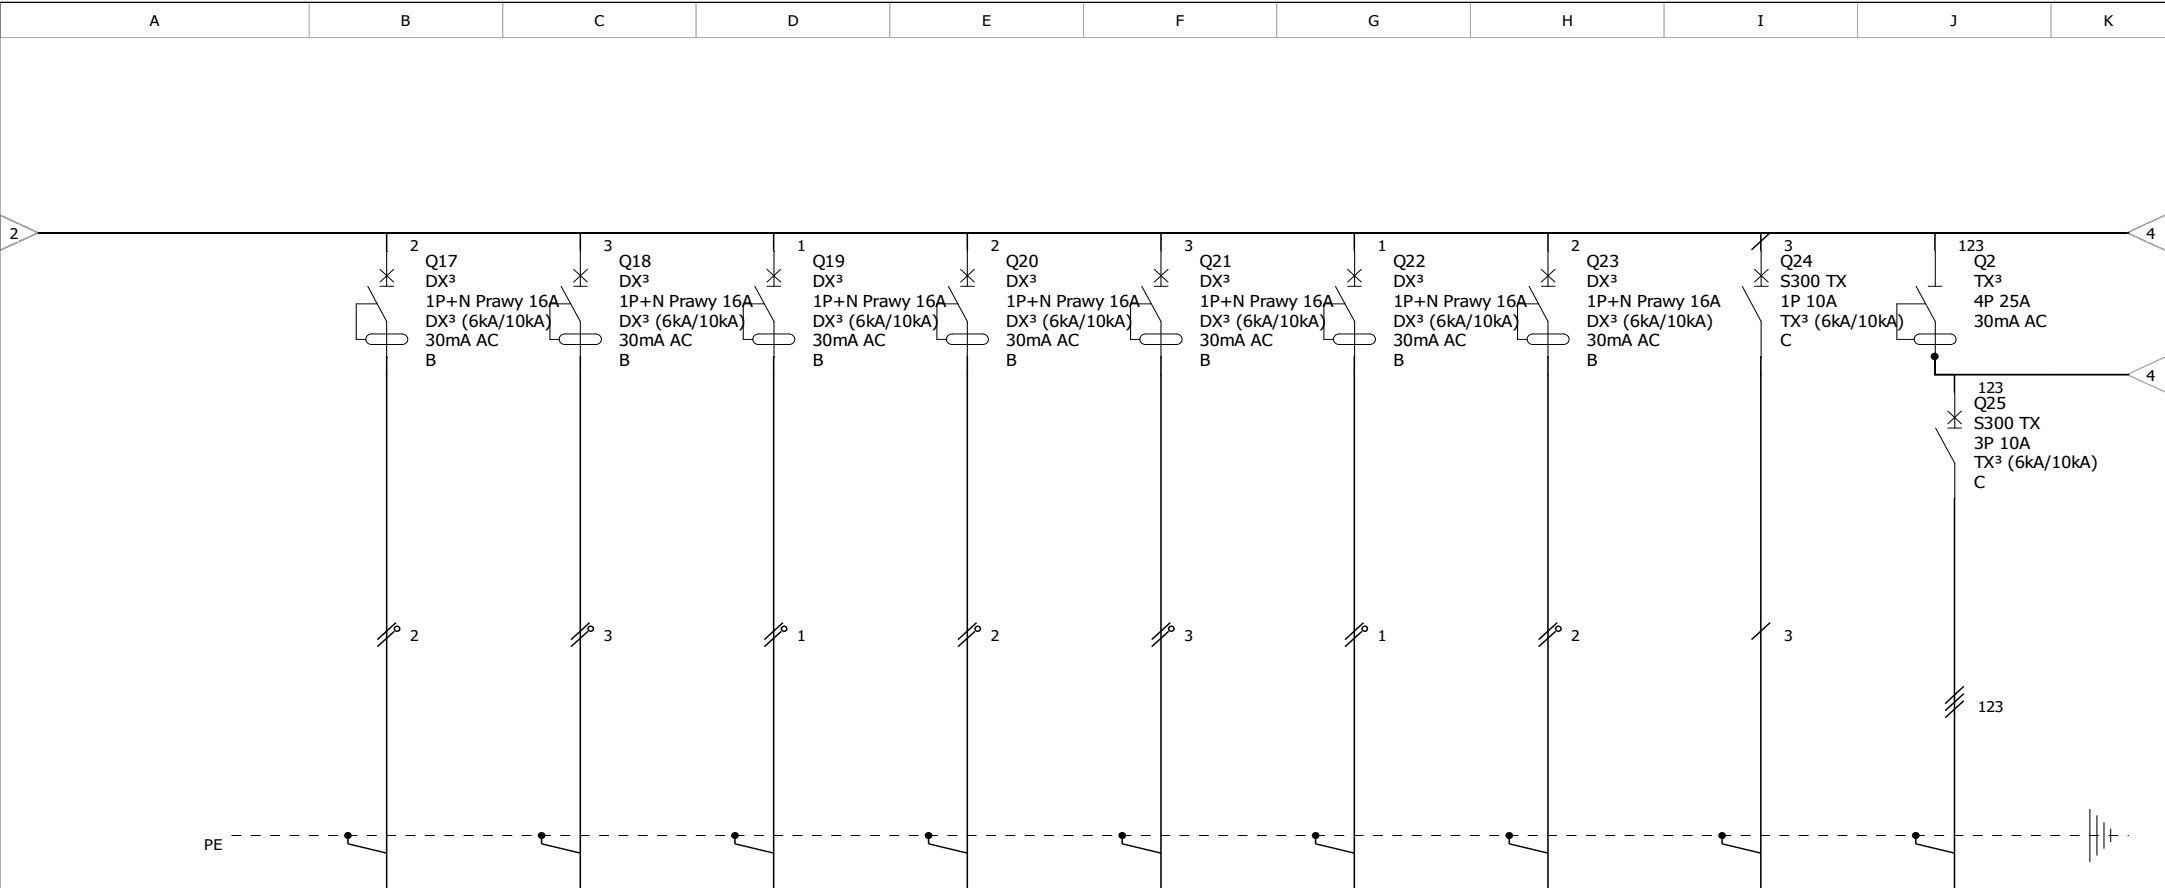 A B C D E F G H I J K
2
4
2
Q17
DX³
1P+N Prawy 16A
DX³ (6kA/10kA)
30mA AC
B
3
Q18
DX³
1P+N Prawy 16A
DX³ (6kA/10kA)
30mA AC
B
1
Q19
DX³
1P+N Prawy 16A
DX³ (6kA/10kA)
30mA AC
B
2
Q20
DX³
1P+N Prawy 16A
DX³ (6kA/10kA)
30mA AC
B
3
Q21
DX³
1P+N Prawy 16A
DX³ (6kA/10kA)
30mA AC
B
1
Q22
DX³
1P+N Prawy 16A
DX³ (6kA/10kA)
30mA AC
B
2
Q23
DX³
1P+N Prawy 16A
DX³ (6kA/10kA)
30mA AC
B
3
Q24
S300 TX
1P 10A
TX³ (6kA/10kA)
C
123
Q2
TX³
4P 25A
30mA AC
4
123
Q25
S300 TX
3P 10A
TX³ (6kA/10kA)
C
2 3 1 2 3 1 2 3
123
PE